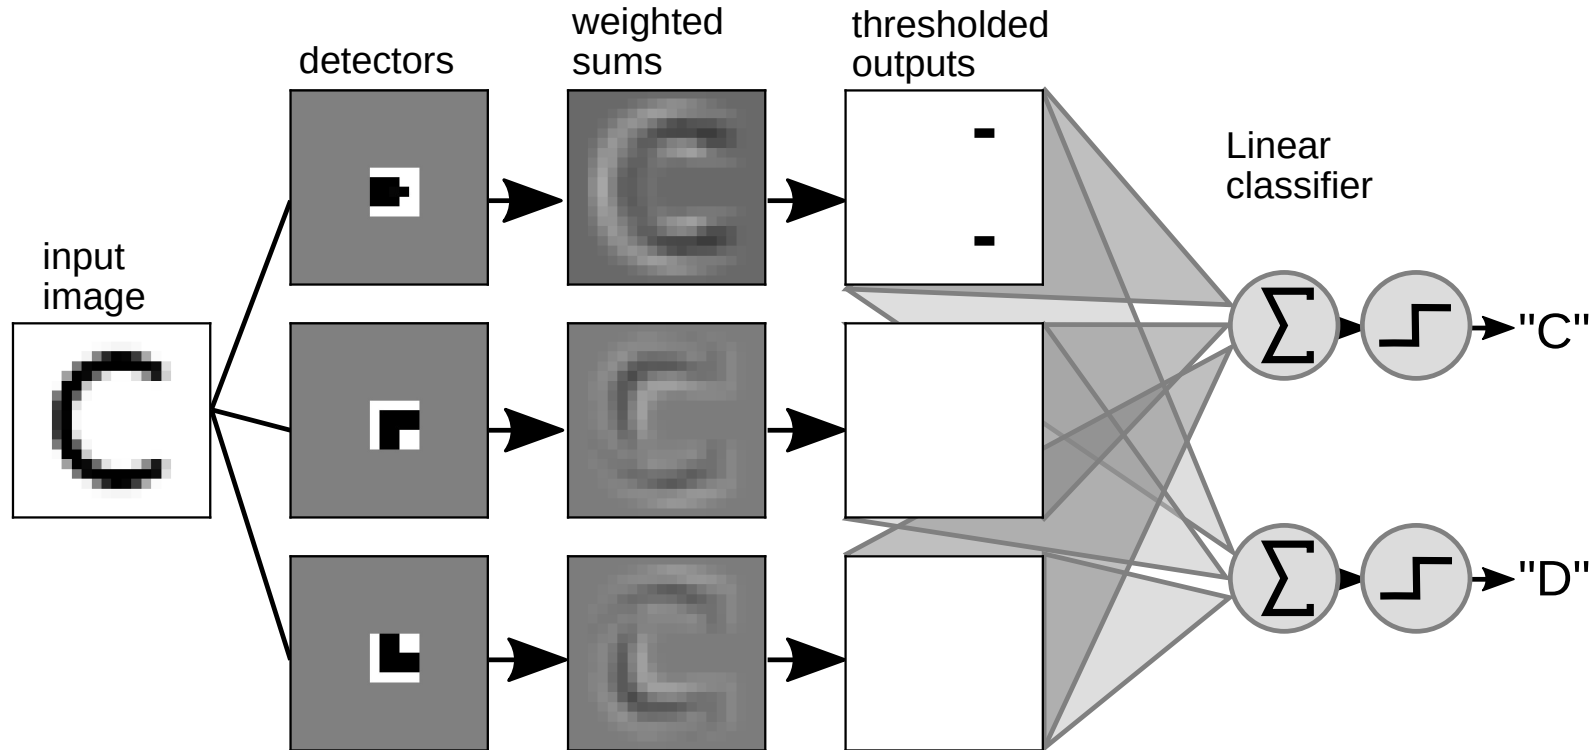 weighted
sums
thresholded
outputs
detectors
Linear
classifier
input
image
Σ
"C"
Σ
"D"